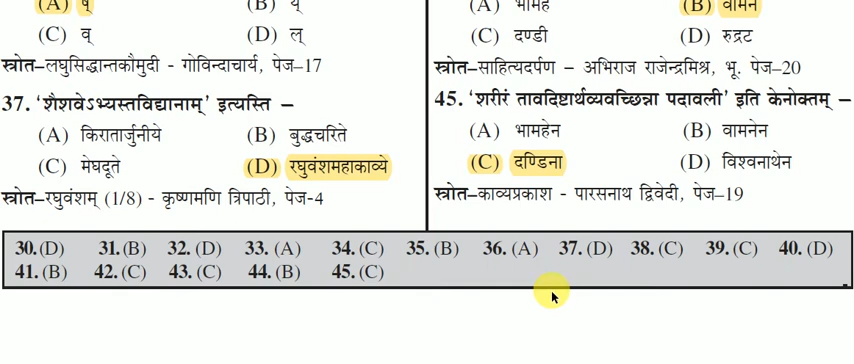 (A) ष्
(B) य्
(C) व्
(D) ल्
स्त्रोत–लघुसिद्धान्तकौमुदी - गोविन्दाचार्य, पेज–17
37. ‘शैशवेऽभ्यस्तविद्यानाम्’ इत्यस्ति –
(A) किरातार्जुनीये
(B) बुद्धचरिते
(C) मेघदूते
(D) रघुवंशमहाकाव्ये
स्त्रोत–रघुवंशम् (1/8) - कृष्णमणि त्रिपाठी, पेज-4
(A) भामह
(B) वामन
(C) दण्डी
(D) रुद्रट
स्त्रोत–साहित्यदर्पण – अभिराज राजेन्द्रमिश्र, भू. पेज–20
45. ‘शरीरं तावदिष्टार्थव्यवच्छिन्ना पदावली’ इति केनोक्तम् –
(A) भामहेन
(B) वामनेन
(C) दण्डिना
(D) विश्वनाथेन
स्त्रोत–काव्यप्रकाश - पारसनाथ द्विवेदी, पेज–19
30. (D) 31. (B) 32. (D) 33. (A) 34. (C) 35. (B) 36. (A) 37. (D) 38. (C) 39. (C) 40. (D)
41. (B) 42. (C) 43. (C) 44. (B) 45. (C)